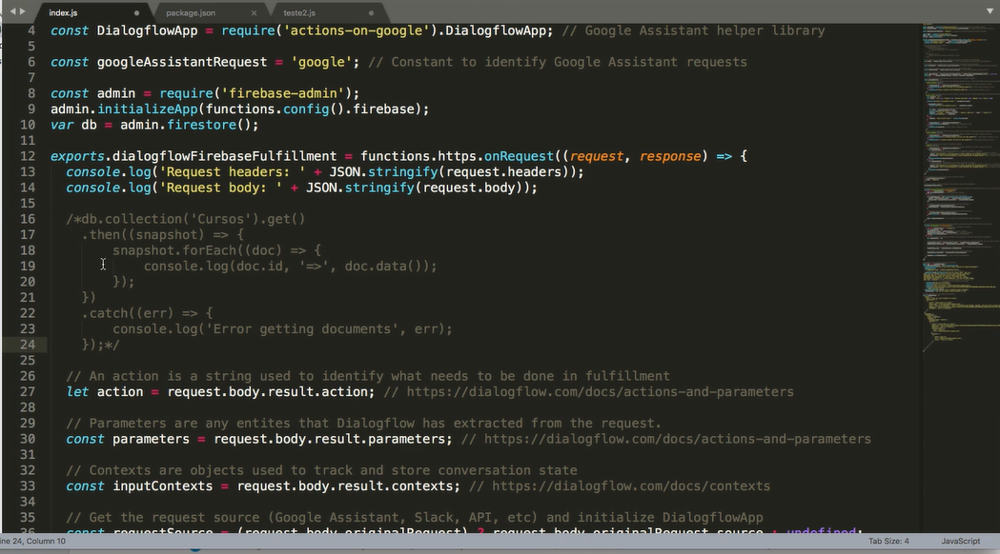 index.js
package.json
teste2.js
4 const DialogflowApp = require('actions-on-google').DialogflowApp; // Google Assistant helper library
5
6 const googleAssistantRequest = 'google'; // Constant to identify Google Assistant requests
7
8 const admin = require('firebase-admin');
9 admin.initializeApp(functions.config().firebase);
10 var db = admin.firestore();
11
12 exports.dialogflowFirebaseFulfillment = functions.https.onRequest((request, response) => {
13 console.log('Request headers: ' + JSON.stringify(request.headers));
14 console.log('Request body: ' + JSON.stringify(request.body));
15
16 /*db.collection('Cursos').get()
17 .then((snapshot) => {
18 snapshot.forEach((doc) => {
19 console.log(doc.id, '=>', doc.data());
20 });
21 })
22 .catch((err) => {
23 console.log('Error getting documents', err);
24 });*/
25
26 // An action is a string used to identify what needs to be done in fulfillment
27 let action = request.body.result.action; // https://dialogflow.com/docs/actions-and-parameters
28
29 // Parameters are any entities that Dialogflow has extracted from the request.
30 const parameters = request.body.result.parameters; // https://dialogflow.com/docs/actions-and-parameters
31
32 // Contexts are objects used to track and store conversation state
33 const inputContexts = request.body.result.contexts; // https://dialogflow.com/docs/contexts
34
35 // Get the request source (Google Assistant, Slack, API, etc) and initialize DialogflowApp
36 const requestSource = (request.body.originalRequest) ? request.body.originalRequest.source : undefined;
ine 24, Column 10
Tab Size: 4
JavaScript